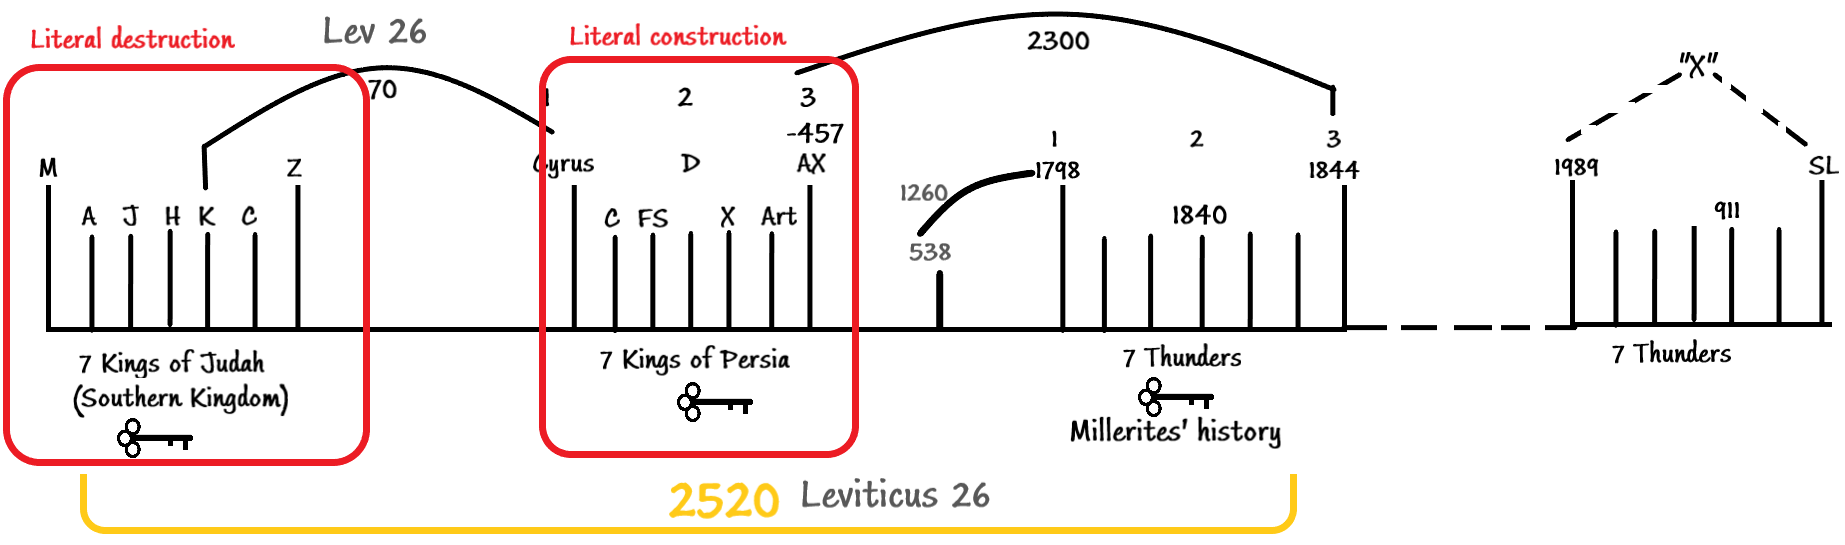 Literal destruction
Lev 26
70
M
Z
A J H K C
7 Kings of Judah
(Southern Kingdom)
Literal construction
1 2 3
-457
Cyrus D AX
C FS X Art
7 Kings of Persia
2300
1260
538
1 2 3
1798 1844
1840
7 Thunders
Millerites' history
"X"
1989 SL
911
7 Thunders
2520 Leviticus 26